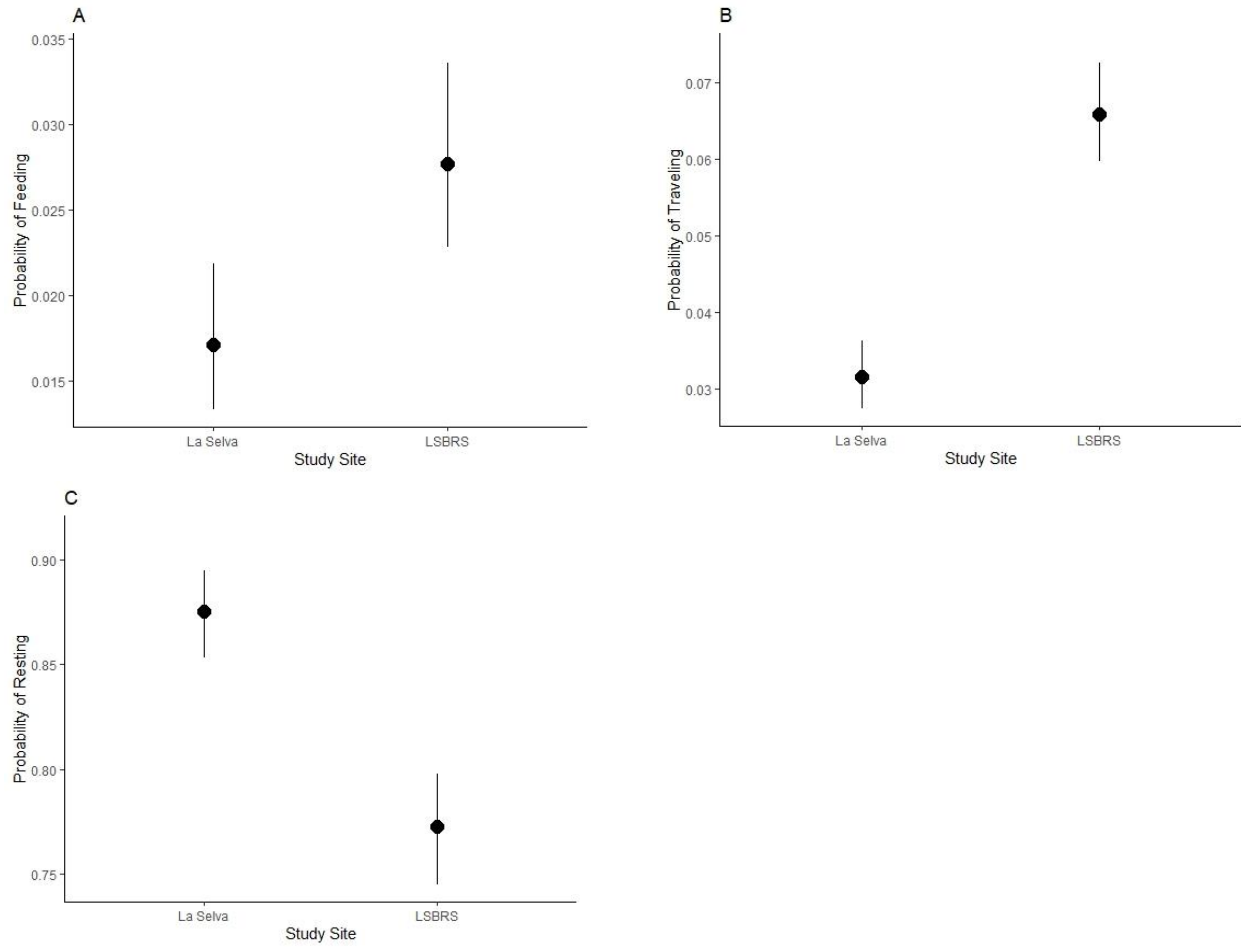 A
Probability of Feeding
0.035
0.030
0.025
0.020
0.015
La Selva
LSBRS
Study Site
B
Probability of Traveling
0.07
0.06
0.05
0.04
0.03
La Selva
LSBRS
Study Site
C
Probability of Resting
0.90
0.85
0.80
0.75
La Selva
LSBRS
Study Site